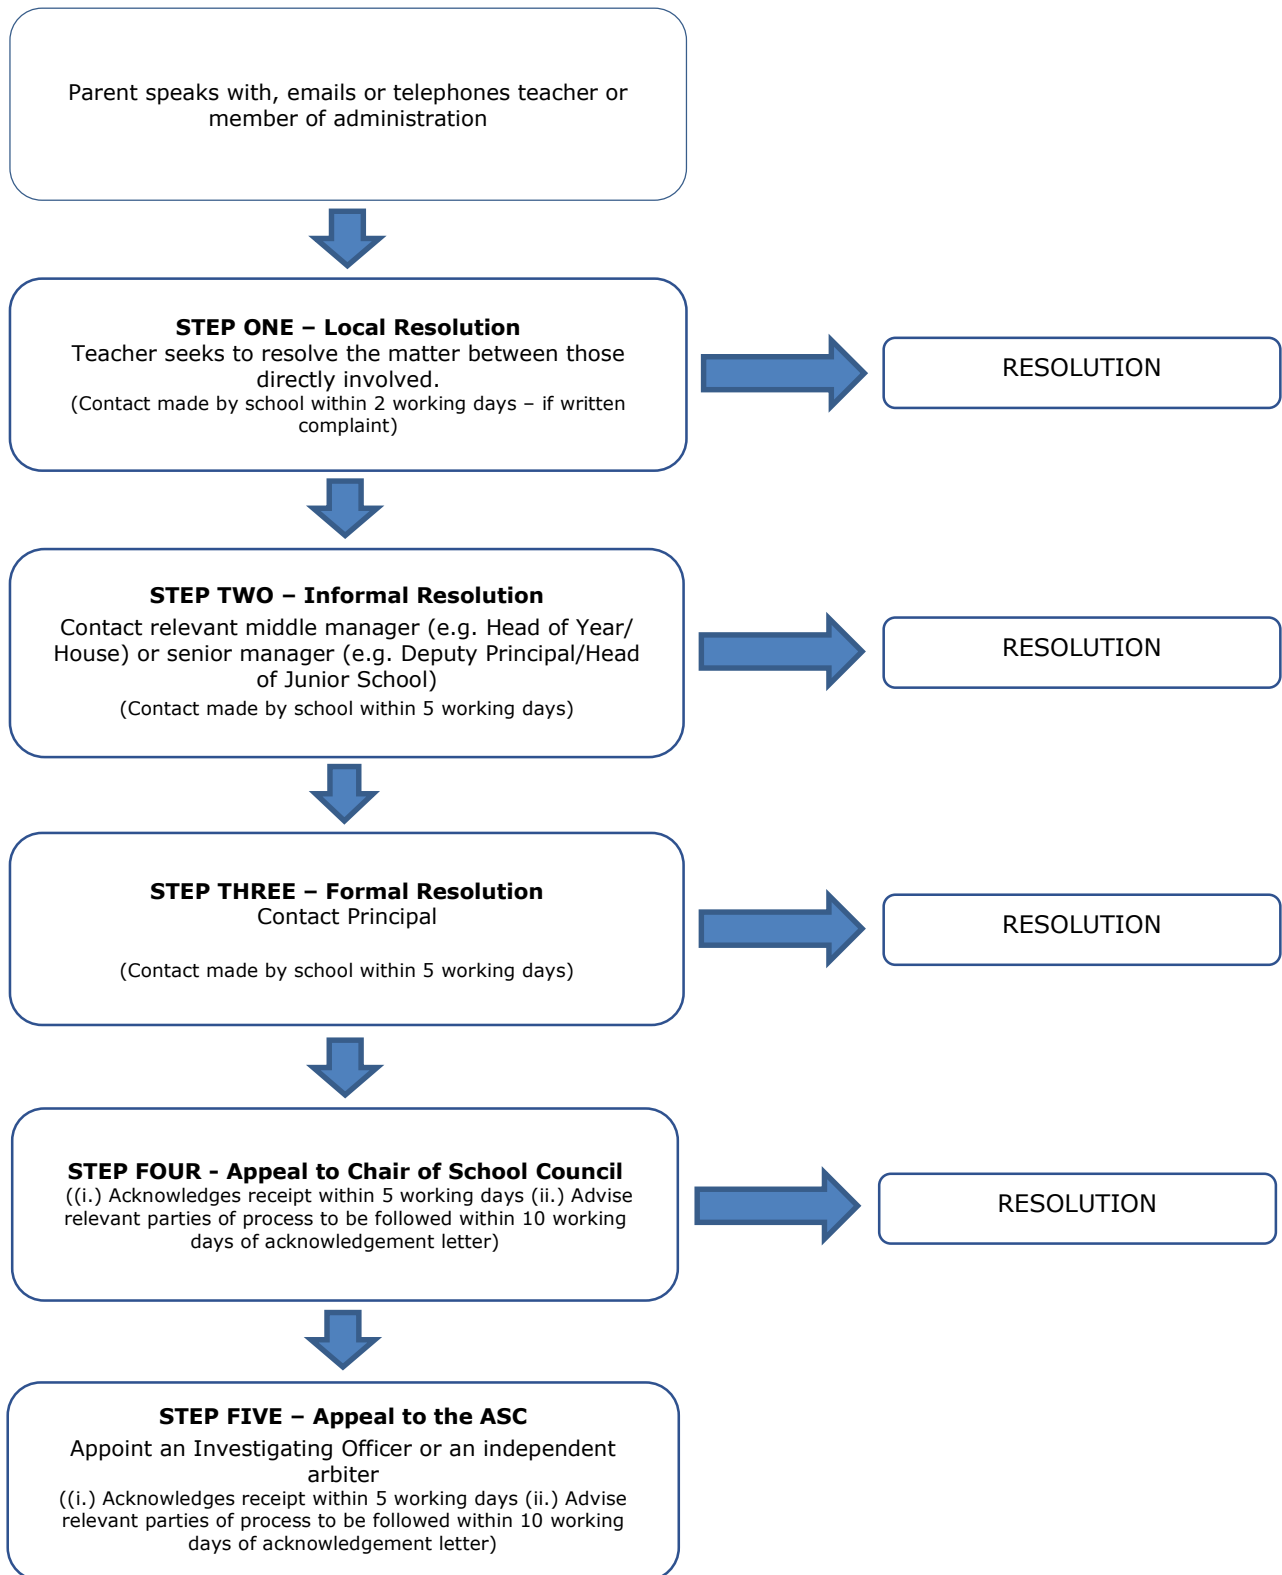 Parent speaks with, emails or telephones teacher or
member of administration
STEP ONE – Local Resolution
Teacher seeks to resolve the matter between those
directly involved.
(Contact made by school within 2 working days – if written
complaint)
RESOLUTION
STEP TWO – Informal Resolution
Contact relevant middle manager (e.g. Head of Year/
House) or senior manager (e.g. Deputy Principal/Head
of Junior School)
(Contact made by school within 5 working days)
RESOLUTION
STEP THREE – Formal Resolution
Contact Principal
(Contact made by school within 5 working days)
RESOLUTION
STEP FOUR - Appeal to Chair of School Council
((i.) Acknowledges receipt within 5 working days (ii.) Advise
relevant parties of process to be followed within 10 working
days of acknowledgement letter)
RESOLUTION
STEP FIVE – Appeal to the ASC
Appoint an Investigating Officer or an independent
arbiter
((i.) Acknowledges receipt within 5 working days (ii.) Advise
relevant parties of process to be followed within 10 working
days of acknowledgement letter)